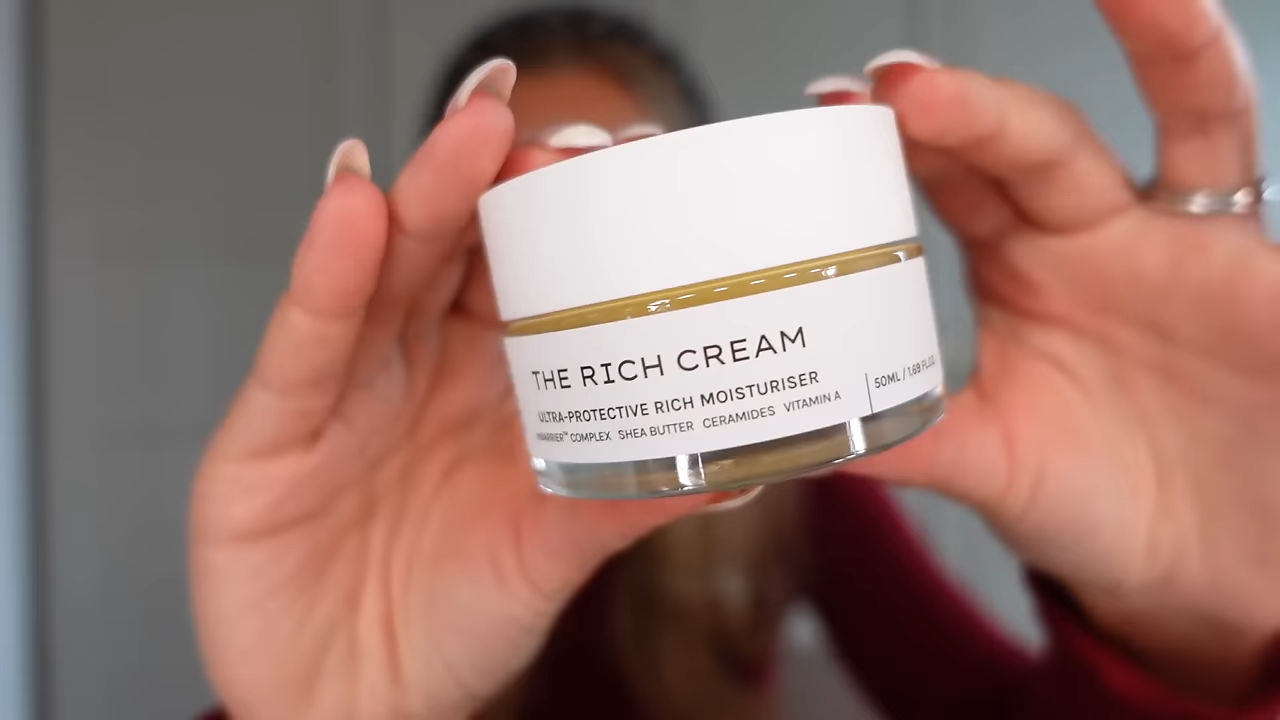 THE RICH CREAM
ULTRA-PROTECTIVE RICH MOISTURISER
COMPLEX SHEA BUTTER CERAMIDES VITAMIN A
50ML / 1.69 FL.OZ